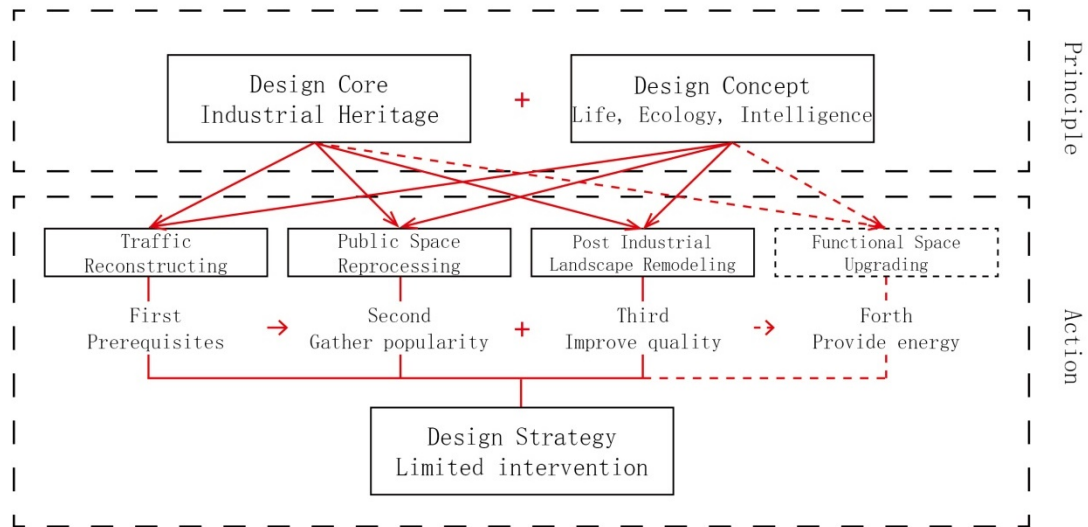 Principle
Design Core
Industrial Heritage
+
Design Concept
Life, Ecology, Intelligence
Action
Traffic
Reconstructing
Public Space
Reprocessing
Post Industrial
Landscape Remodeling
Functional Space
Upgrading
First
Prerequisites
Second
Gather popularity
+
Third
Improve quality
Forth
Provide energy
Design Strategy
Limited intervention